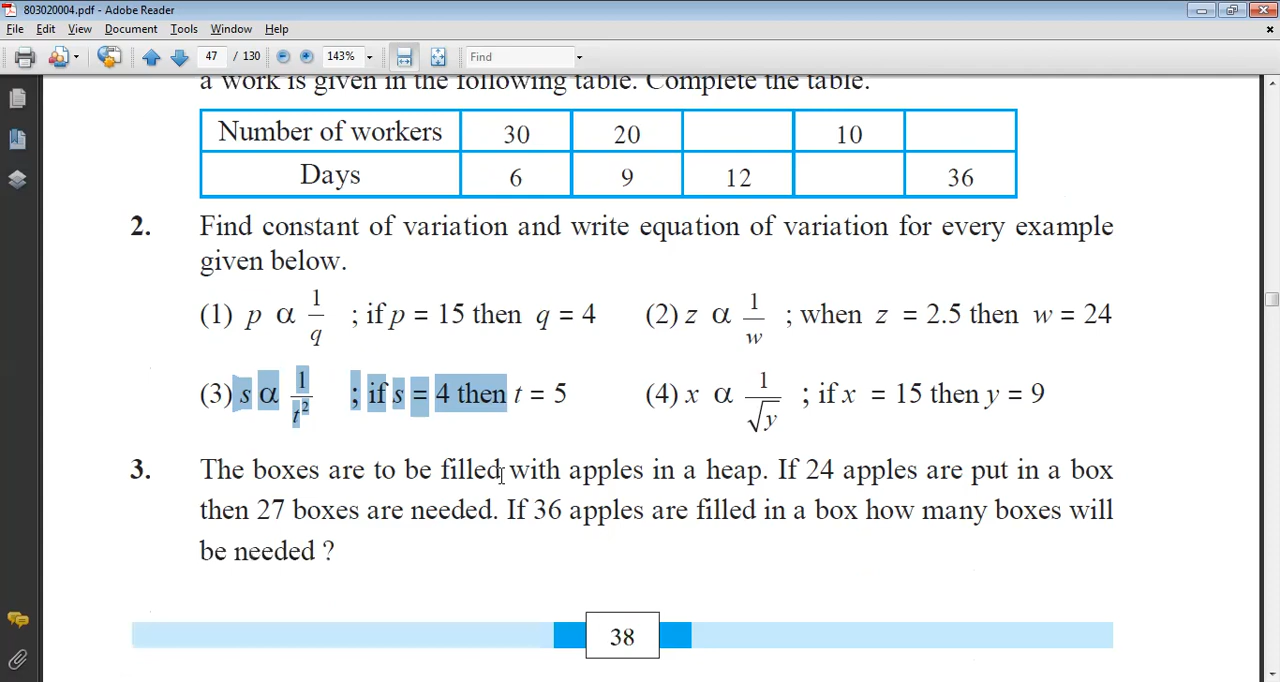 803020004.pdf - Adobe Reader
File Edit View Document Tools Window Help
47 / 130 143% Find
a work is given in the following table. Complete the table.
Number of workers 30 20 10
Days 6 9 12 36
2. Find constant of variation and write equation of variation for every example
given below.
(1) p α 1/q ; if p = 15 then q = 4 (2) z α 1/w ; when z = 2.5 then w = 24
(3) s α 1/t² ; if s = 4 then t = 5 (4) x α 1/√y ; if x = 15 then y = 9
3. The boxes are to be filled with apples in a heap. If 24 apples are put in a box
then 27 boxes are needed. If 36 apples are filled in a box how many boxes will
be needed ?
38